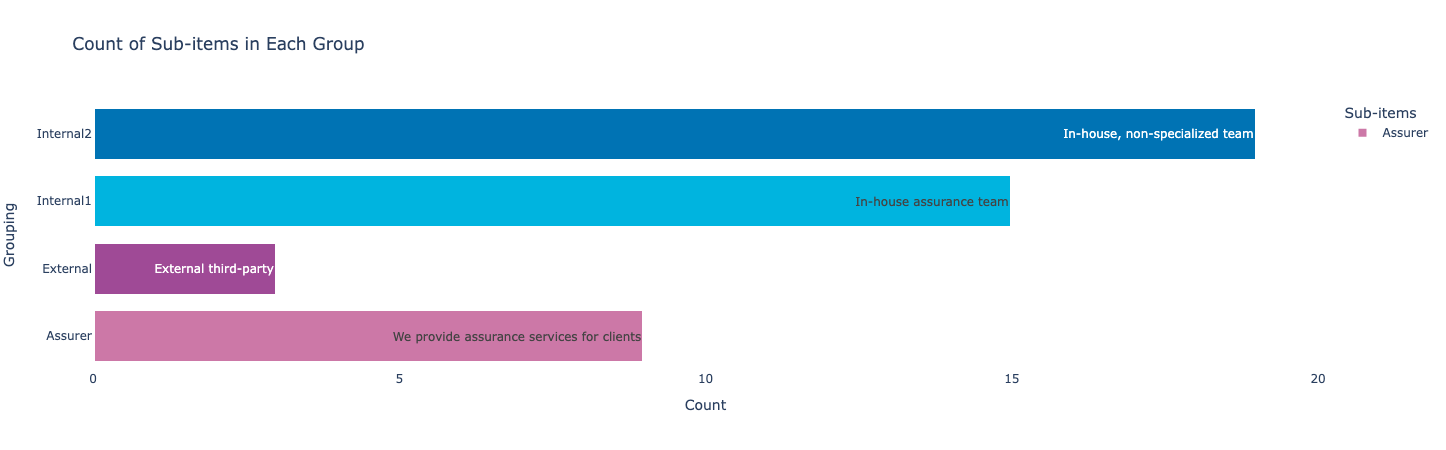 Count of Sub-items in Each Group
Sub-items
Assurer
Grouping
Internal2
In-house, non-specialized team
Internal1
In-house assurance team
External
External third-party
Assurer
We provide assurance services for clients
0 5 10 15 20
Count